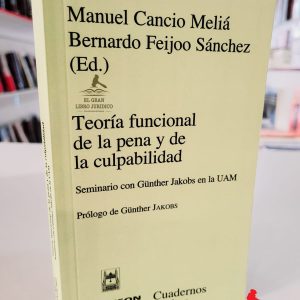 Manuel Cancio Meliá
Bernardo Feijoo Sánchez
(Ed.)
EL GRAN
LIBRO JURÍDICO
Teoría funcional
de la pena y de
la culpabilidad
Seminario con Günther Jakobs en la UAM
Prólogo de Günther JAKOBS
Cuadernos